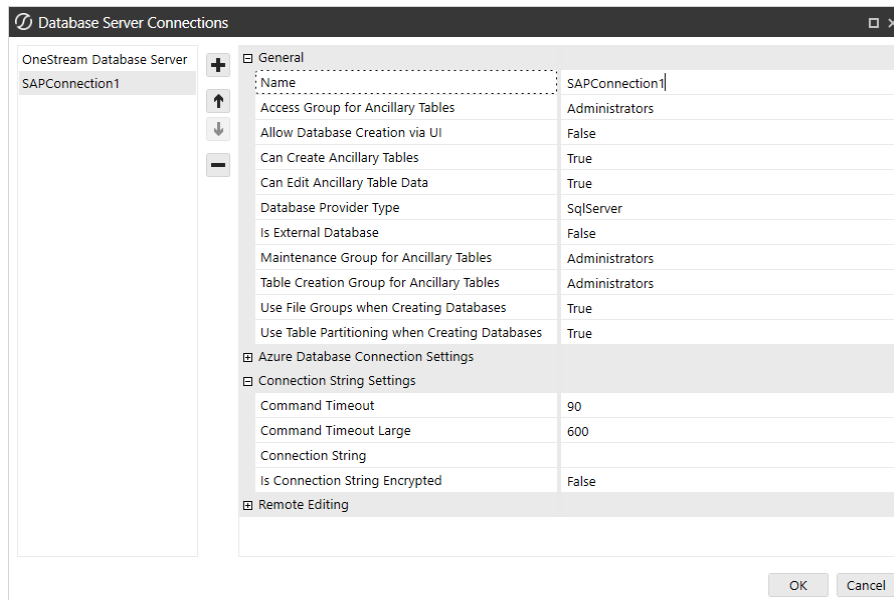 Database Server Connections
OneStream Database Server
SAPConnection1
General
Name SAPConnection1
Access Group for Ancillary Tables Administrators
Allow Database Creation via UI False
Can Create Ancillary Tables True
Can Edit Ancillary Table Data True
Database Provider Type SqlServer
Is External Database False
Maintenance Group for Ancillary Tables Administrators
Table Creation Group for Ancillary Tables Administrators
Use File Groups when Creating Databases True
Use Table Partitioning when Creating Databases True
Azure Database Connection Settings
Connection String Settings
Command Timeout 90
Command Timeout Large 600
Connection String
Is Connection String Encrypted False
Remote Editing
OK Cancel